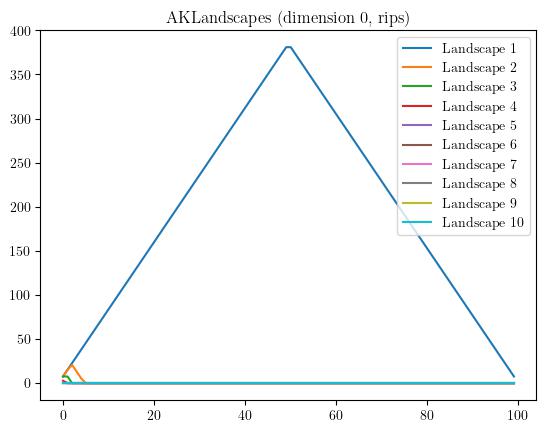 AKLandscapes (dimension 0, rips)
400
350
300
250
200
150
100
50
0
Landscape 1
Landscape 2
Landscape 3
Landscape 4
Landscape 5
Landscape 6
Landscape 7
Landscape 8
Landscape 9
Landscape 10
0 20 40 60 80 100